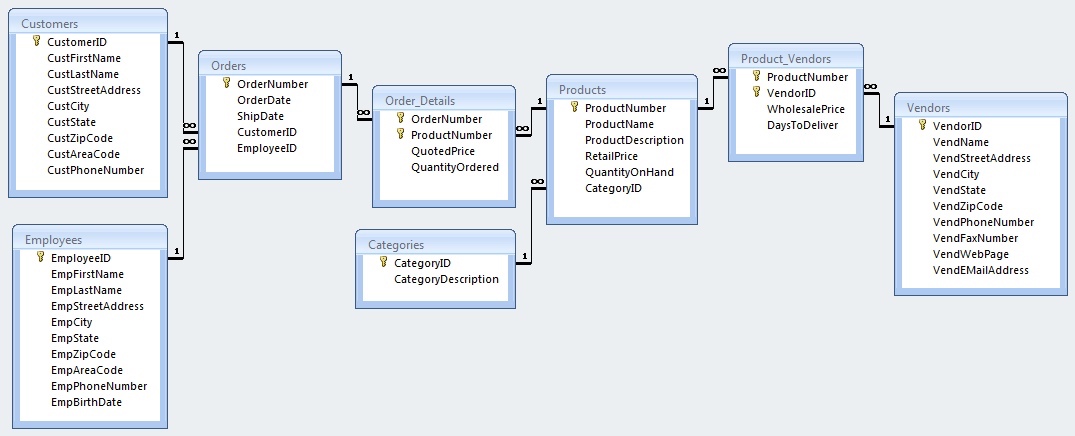 Customers
CustomerID
CustFirstName
CustLastName
CustStreetAddress
CustCity
CustState
CustZipCode
CustAreaCode
CustPhoneNumber
1
∞
Employees
EmployeeID
EmpFirstName
EmpLastName
EmpStreetAddress
EmpCity
EmpState
EmpZipCode
EmpAreaCode
EmpPhoneNumber
EmpBirthDate
1
∞
Orders
OrderNumber
OrderDate
ShipDate
CustomerID
EmployeeID
1
∞
Order_Details
OrderNumber
ProductNumber
QuotedPrice
QuantityOrdered
∞
1
Categories
CategoryID
CategoryDescription
1
∞
Products
ProductNumber
ProductName
ProductDescription
RetailPrice
QuantityOnHand
CategoryID
1
∞
Product_Vendors
ProductNumber
VendorID
WholesalePrice
DaysToDeliver
∞
1
Vendors
VendorID
VendName
VendStreetAddress
VendCity
VendState
VendZipCode
VendPhoneNumber
VendFaxNumber
VendWebPage
VendEMailAddress